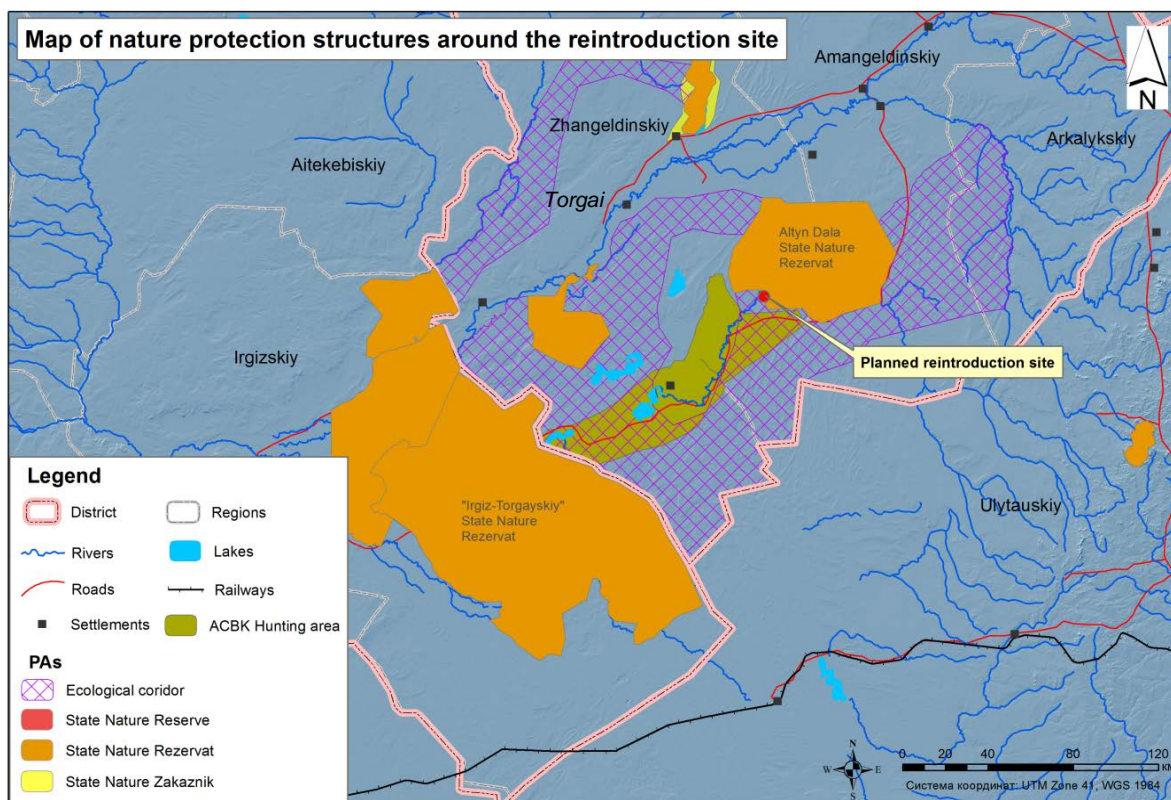 Map of nature protection structures around the reintroduction site
N
Amangeldinskiy
Zhangeldinskiy
Arkalykskiy
Aitekebiskiy
Torgai
Altyn Dala
State Nature
Rezervat
Irgizskiy
Planned reintroduction site
"Irgiz-Torgayskiy"
State Nature
Rezervat
Ulytauskiy
Legend
District
Regions
Rivers
Lakes
Roads
Railways
Settlements
ACBK Hunting area
PAs
Ecological coridor
State Nature Reserve
State Nature Rezervat
State Nature Zakaznik
N
W
E
S
0 20 40 80 120
КМ
Система координат: UTM Zone 41, WGS 1984